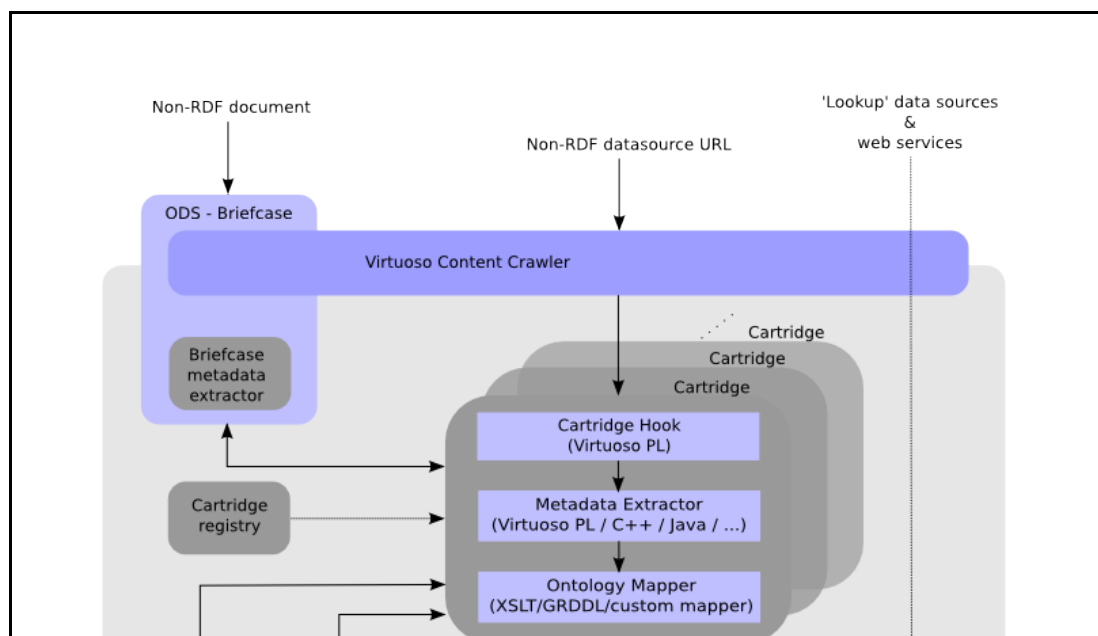 Non-RDF document
'Lookup' data sources
&
web services
Non-RDF datasource URL
ODS - Briefcase
Virtuoso Content Crawler
Cartridge
Cartridge
Cartridge
Briefcase
metadata
extractor
Cartridge Hook
(Virtuoso PL)
Cartridge
registry
Metadata Extractor
(Virtuoso PL / C++ / Java / ...)
Ontology Mapper
(XSLT/GRDDL/custom mapper)